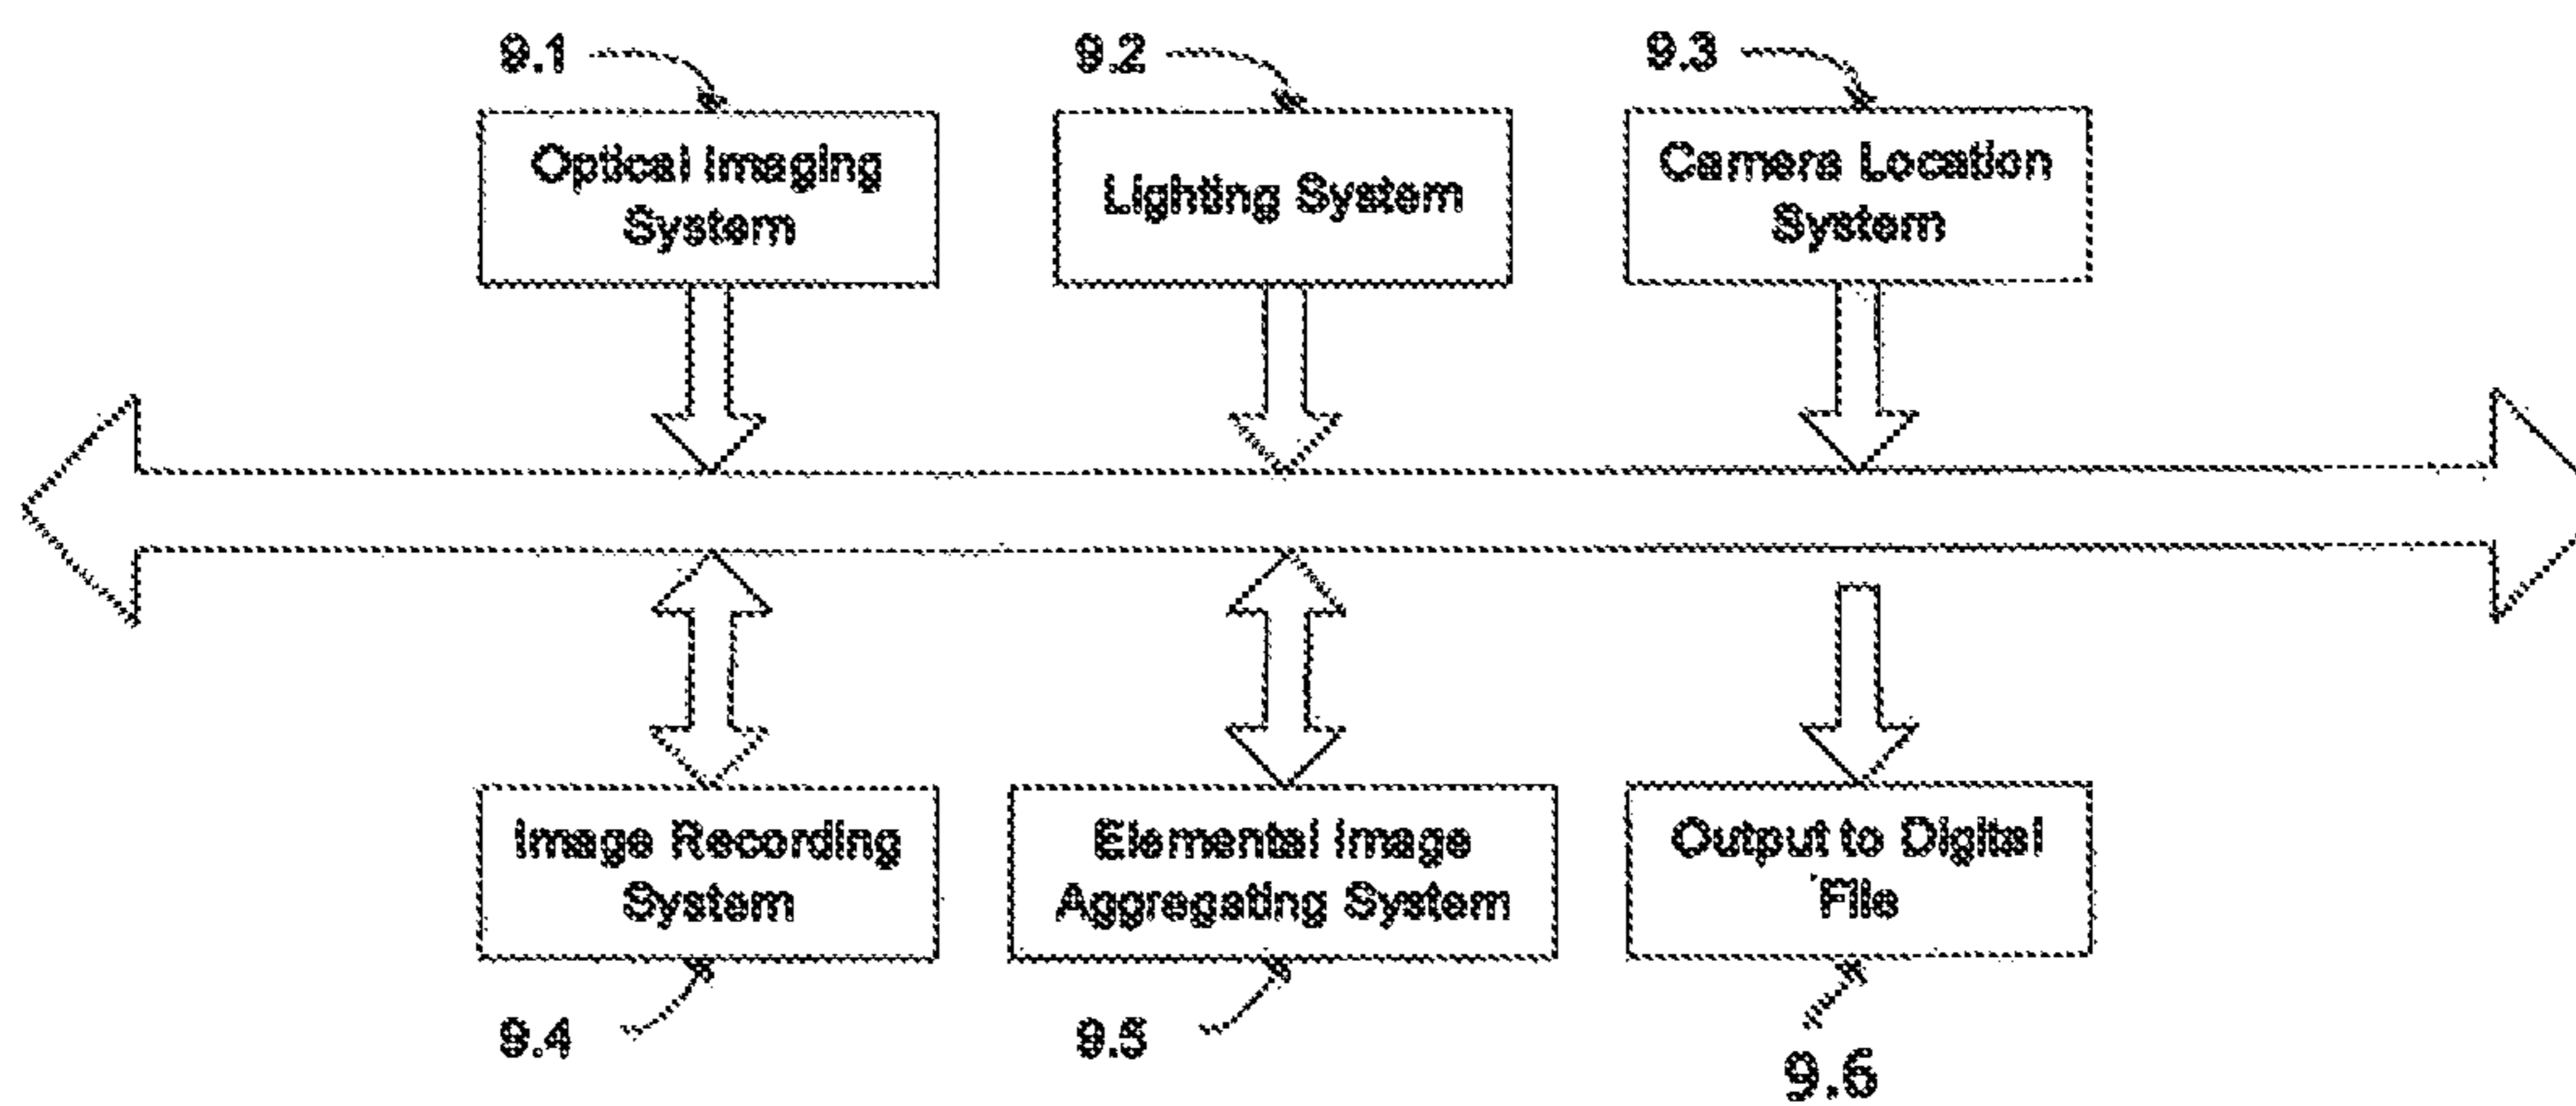 9.1
9.2
9.3
Optical Imaging
System
Lighting System
Camera Location
System
Image Recording
System
Elemental Image
Aggregating System
Output to Digital
File
9.4
9.5
9.6